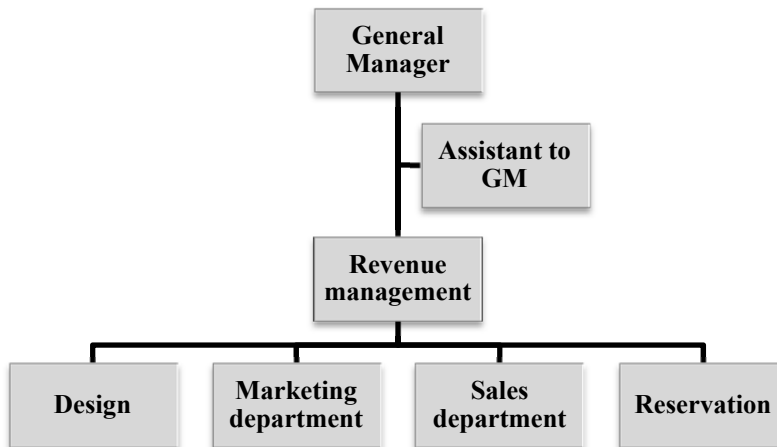 General
Manager
Assistant to
GM
Revenue
management
Design
Marketing
department
Sales
department
Reservation